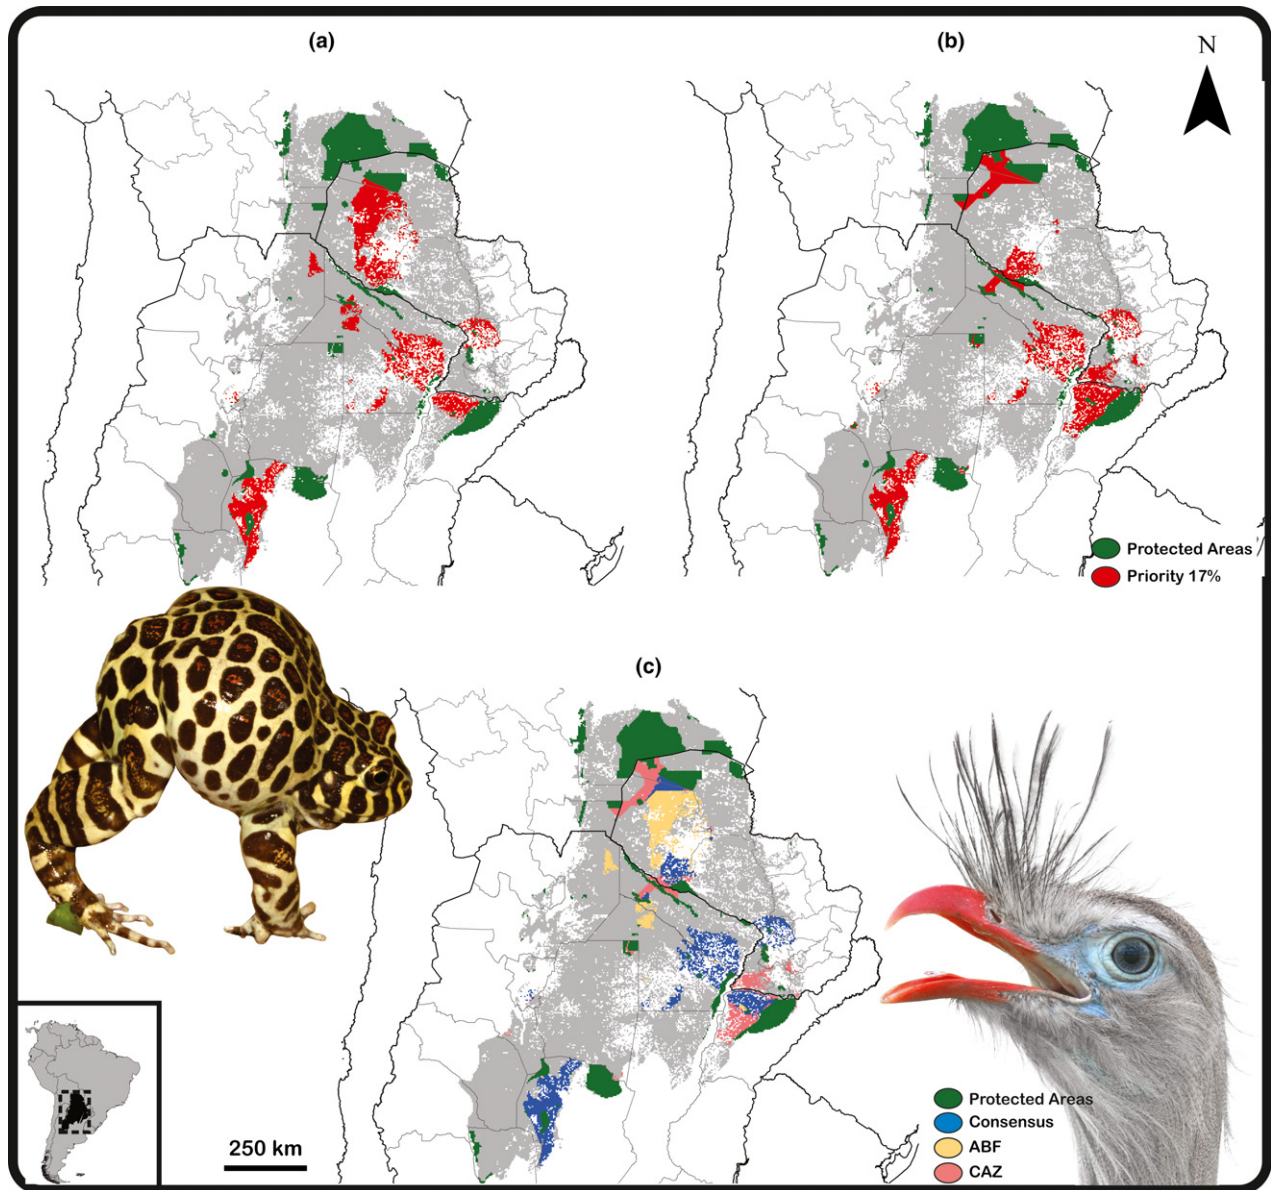 (a)
(b)
N
Protected Areas
Priority 17%
(c)
250 km
Protected Areas
Consensus
ABF
CAZ